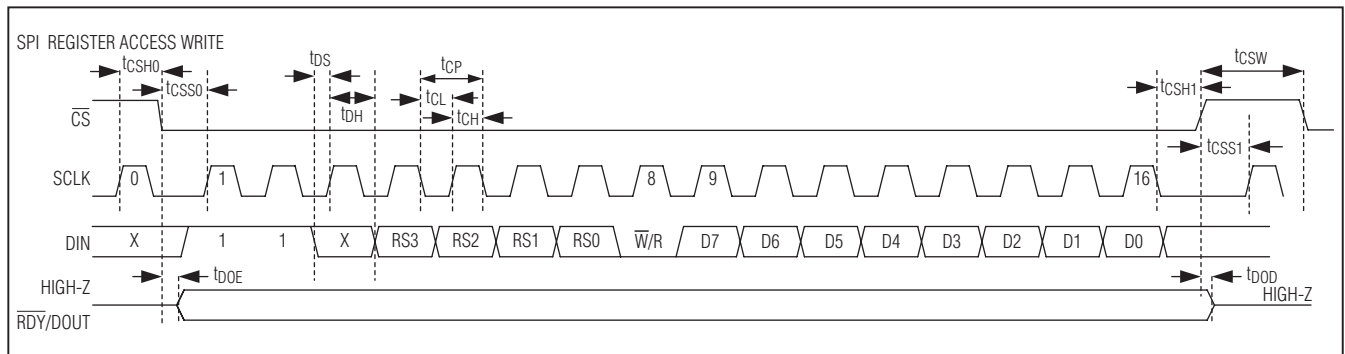 SPI REGISTER ACCESS WRITE
tCSH0
tCSS0
tDS
tDH
tCP
tCL
tCH
tCSH1
tCSW
tCSS1
CS
SCLK 0 1 8 9 16
DIN X 1 1 X RS3 RS2 RS1 RS0 W/R D7 D6 D5 D4 D3 D2 D1 D0
HIGH-Z tDOE tDOD HIGH-Z
RDY/DOUT